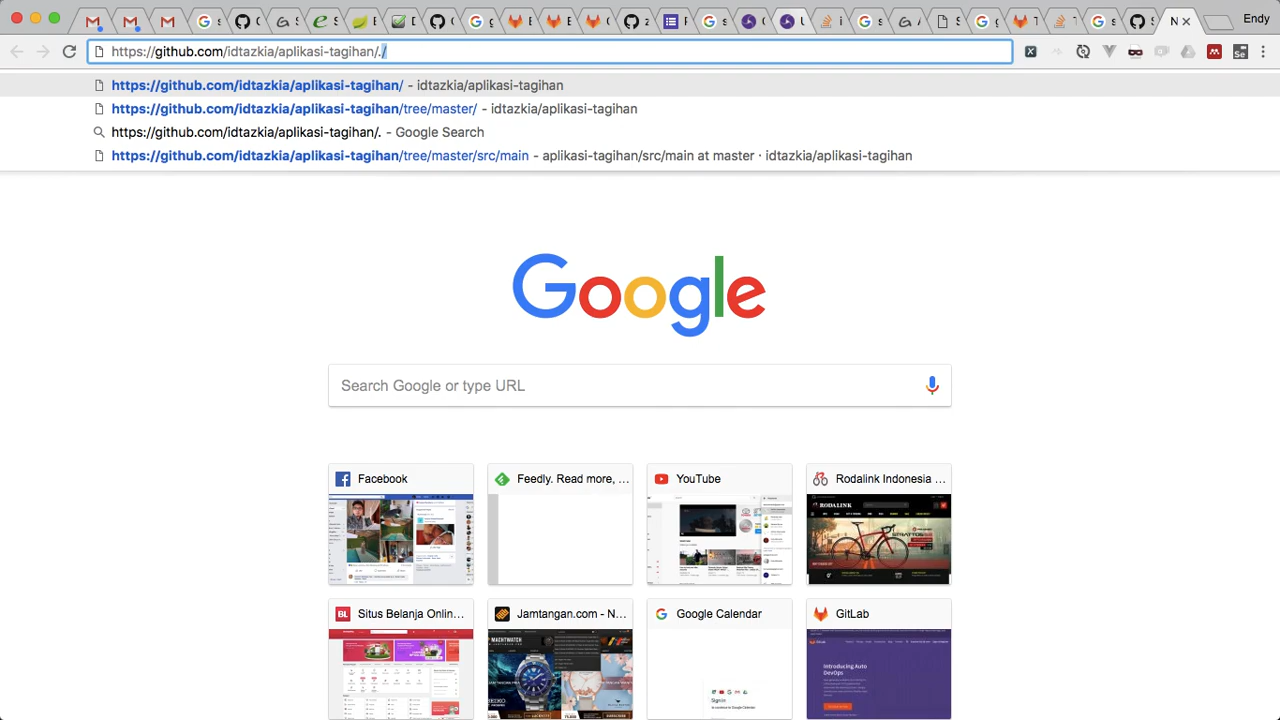 Endy
https://github.com/idtazkia/aplikasi-tagihan/./
https://github.com/idtazkia/aplikasi-tagihan/ - idtazkia/aplikasi-tagihan
https://github.com/idtazkia/aplikasi-tagihan/tree/master/ - idtazkia/aplikasi-tagihan
https://github.com/idtazkia/aplikasi-tagihan/. - Google Search
https://github.com/idtazkia/aplikasi-tagihan/tree/master/src/main - aplikasi-tagihan/src/main at master · idtazkia/aplikasi-tagihan
Google
Search Google or type URL
Facebook
Feedly. Read more, ...
YouTube
Rodalink Indonesia ...
RODALINK
Situs Belanja Onlin...
Jamtangan.com - N...
Google Calendar
GitLab
Introducing Auto
DevOps